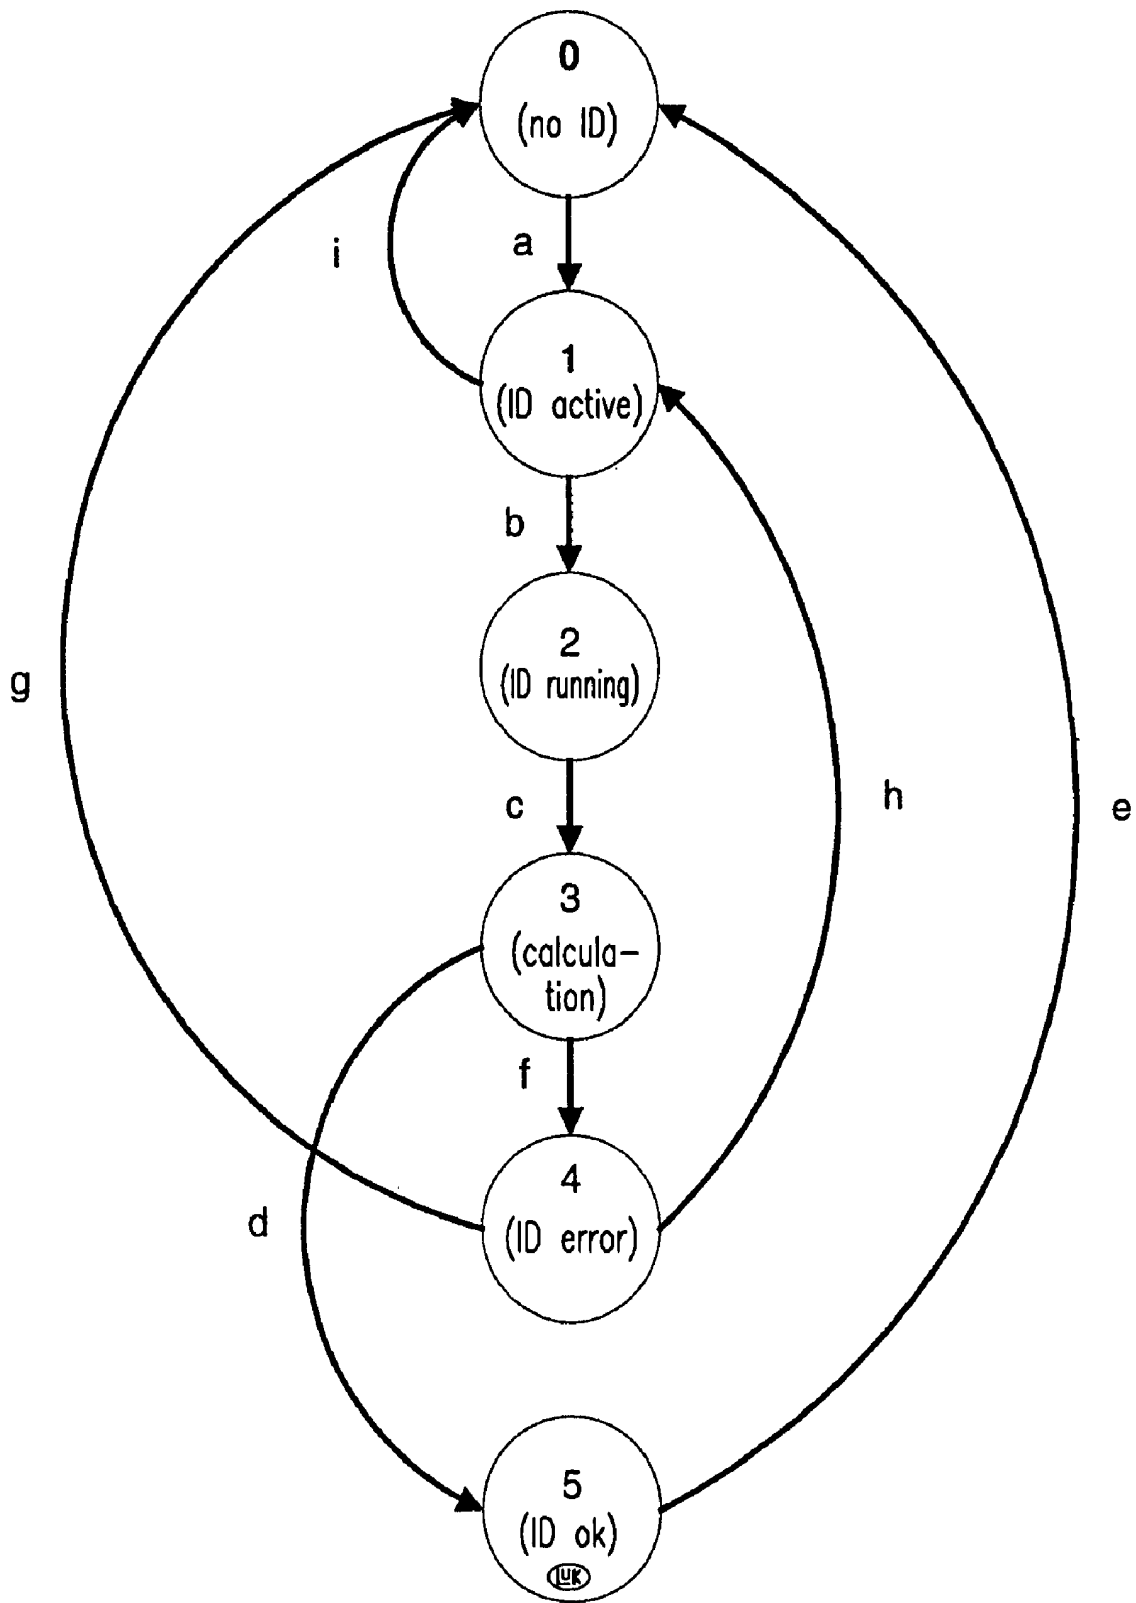 0
(no ID)
i
a
1
(ID active)
b
2
(ID running)
g
c
h
e
3
(calcula-
tion)
f
4
(ID error)
d
5
(ID ok)
LUK